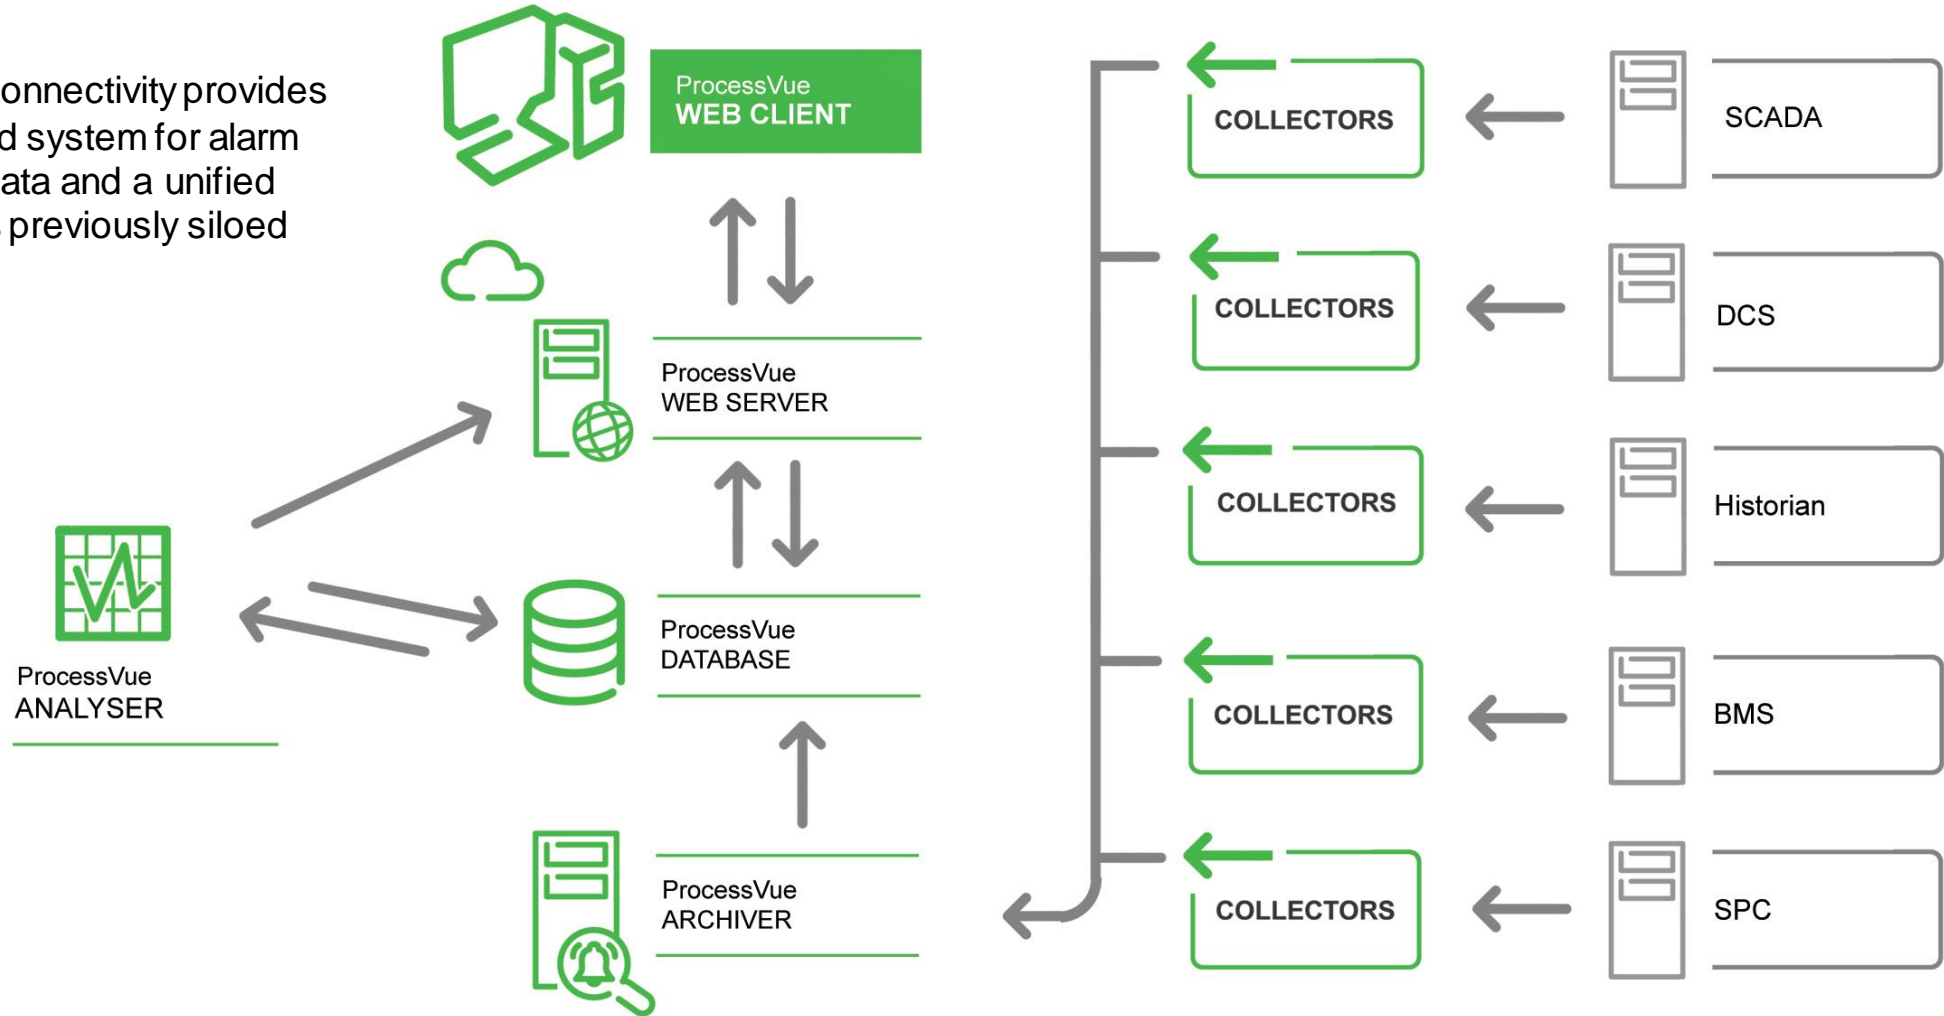 onnectivity provides
d system for alarm
ata and a unified
previously siloed
ProcessVue
WEB CLIENT
ProcessVue
WEB SERVER
ProcessVue
DATABASE
ProcessVue
ANALYSER
ProcessVue
ARCHIVER
COLLECTORS
SCADA
COLLECTORS
DCS
COLLECTORS
Historian
COLLECTORS
BMS
COLLECTORS
SPC